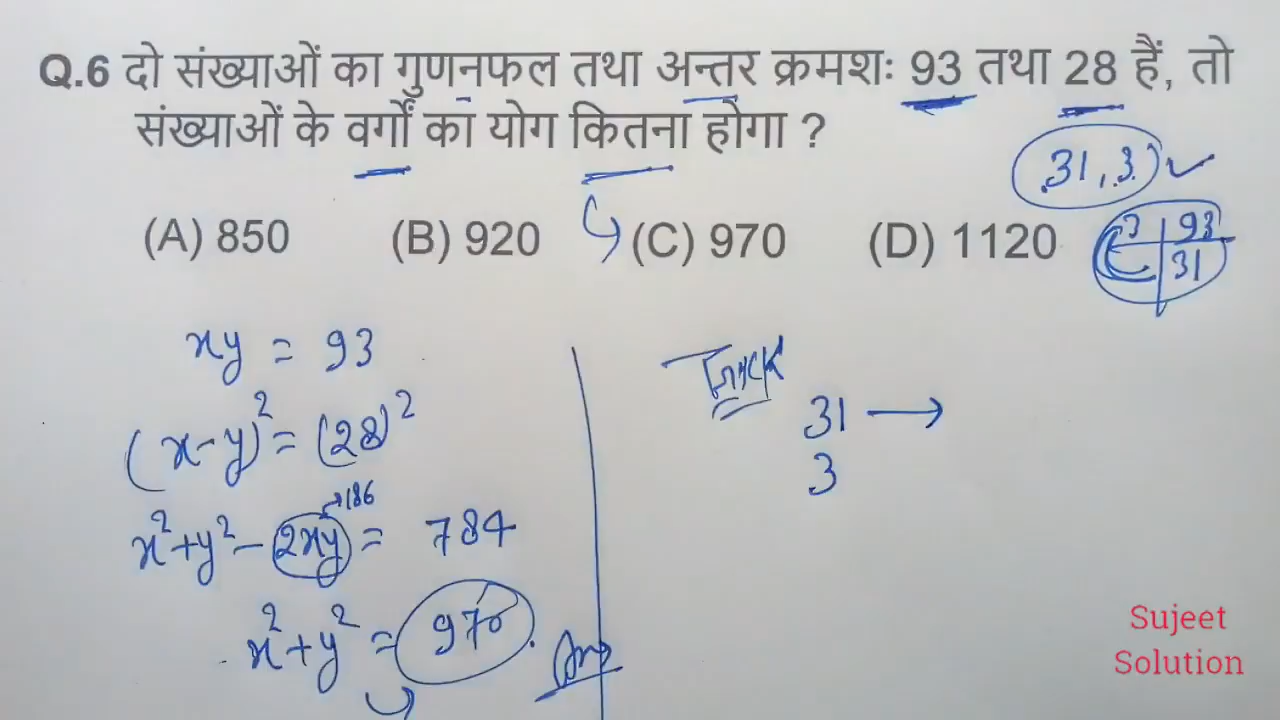 Q.6 दो संख्याओं का गुणनफल तथा अन्तर क्रमशः 93 तथा 28 हैं, तो
संख्याओं के वर्गों का योग कितना होगा ?
31, 3
(A) 850 (B) 920 (C) 970 (D) 1120
3 | 93
31
xy = 93
(x-y)² = (28)²
186
x²+y² - 2xy = 784
x²+y² = 970. Ans
Trick
31 →
3
Sujeet
Solution